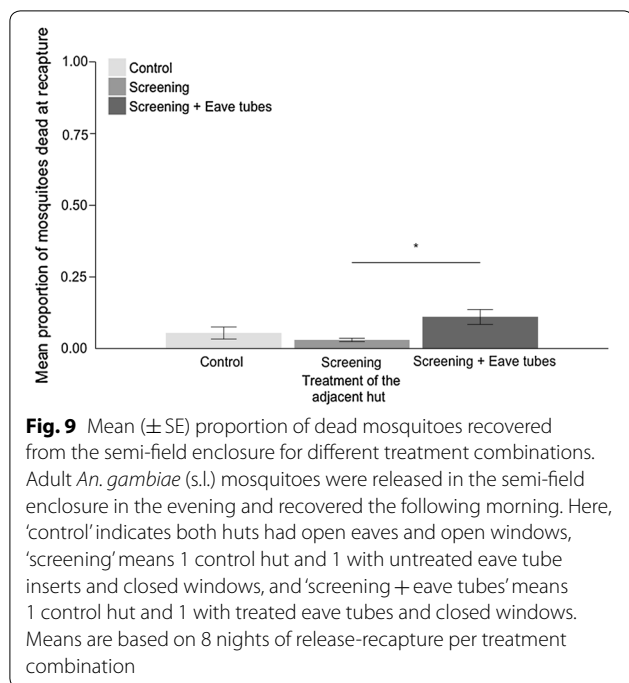 1.00
Control
Screening
Screening + Eave tubes
0.75
0.50
*
0.25
0.00
Mean proportion of mosquitoes dead at recapture
Control
Screening
Screening + Eave tubes
Treatment of the
adjacent hut
Fig. 9 Mean (± SE) proportion of dead mosquitoes recovered
from the semi-field enclosure for different treatment combinations.
Adult An. gambiae (s.l.) mosquitoes were released in the semi-field
enclosure in the evening and recovered the following morning. Here,
‘control’ indicates both huts had open eaves and open windows,
‘screening’ means 1 control hut and 1 with untreated eave tube
inserts and closed windows, and ‘screening + eave tubes’ means
1 control hut and 1 with treated eave tubes and closed windows.
Means are based on 8 nights of release-recapture per treatment
combination